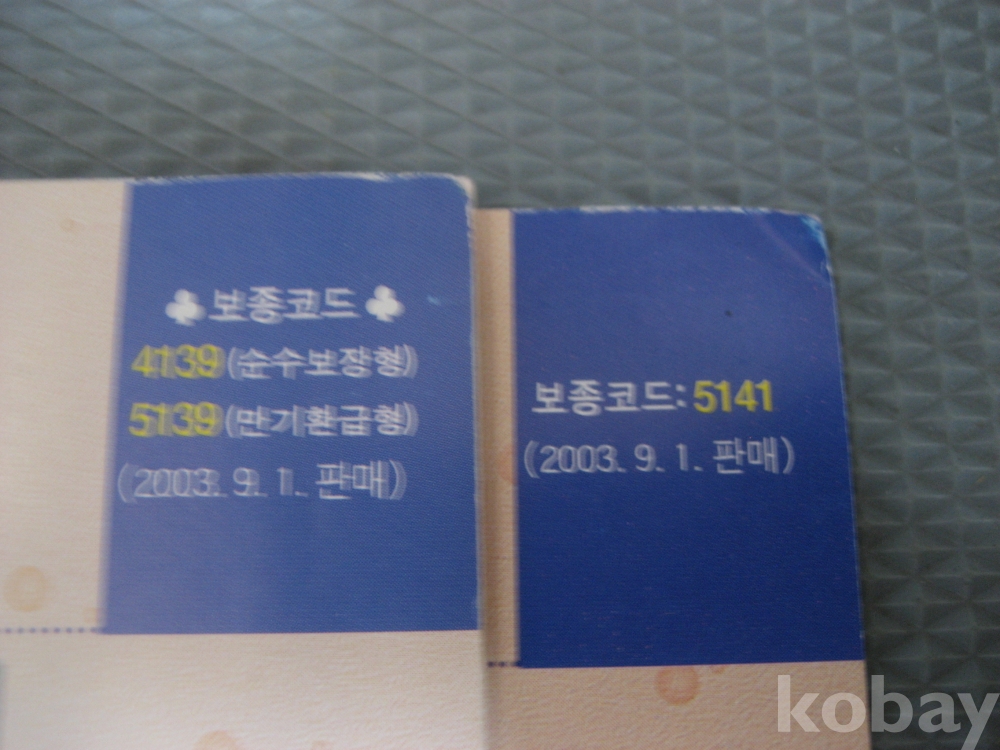 ♣보종코드♣
4139(순수보장형)
5139(만기환급형)
(2003. 9. 1. 판매)
보종코드: 5141
(2003. 9. 1. 판매)
kobay